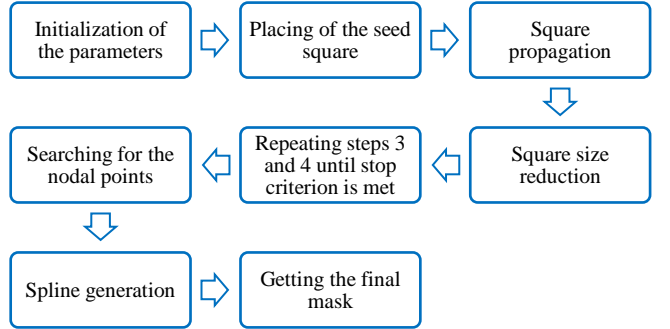 Initialization of
the parameters
Placing of the seed
square
Square
propagation
Square size
reduction
Repeating steps 3
and 4 until stop
criterion is met
Searching for the
nodal points
Spline generation
Getting the final
mask